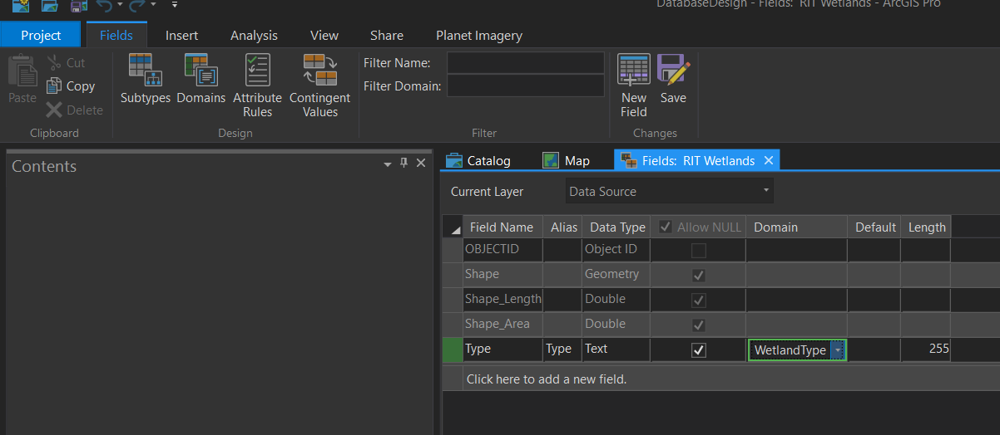 DatabaseDesign - Fields: RIT Wetlands - ArcGIS Pro
Project Fields Insert Analysis View Share Planet Imagery
Paste Cut Copy Delete
Clipboard
Subtypes Domains Attribute Rules Contingent Values
Design
Filter Name:
Filter Domain:
Filter
New Field Save
Changes
Contents
Catalog Map Fields: RIT Wetlands
Current Layer Data Source
Field Name Alias Data Type Allow NULL Domain Default Length
OBJECTID Object ID
Shape Geometry
Shape_Length Double
Shape_Area Double
Type Type Text WetlandType 255
Click here to add a new field.